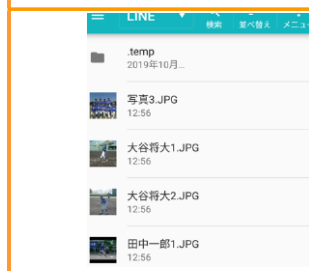 LINE
検索 並べ替え メニュー
.temp
2019年10月...
写真3.JPG
12:56
大谷将大1.JPG
12:56
大谷将大2.JPG
12:56
田中一郎1.JPG
12:56